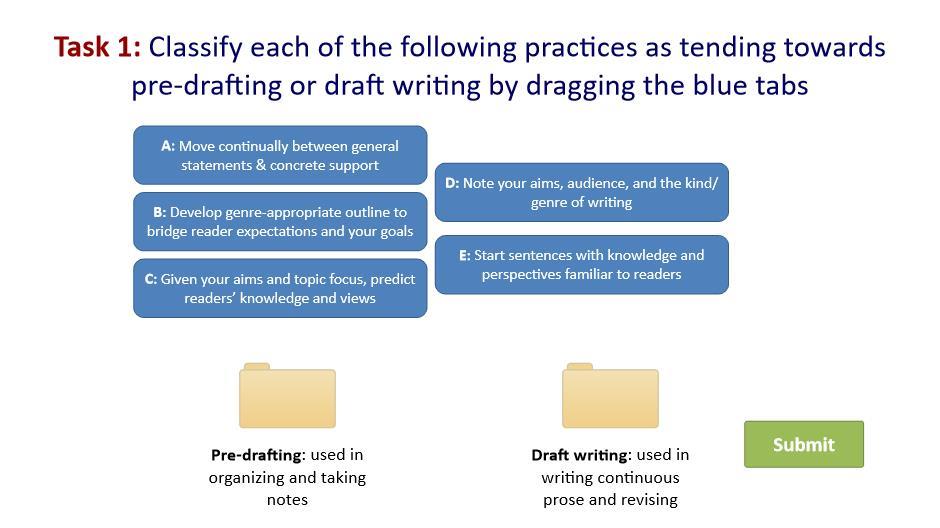 Task 1: Classify each of the following practices as tending towards
pre-drafting or draft writing by dragging the blue tabs
A: Move continually between general
statements & concrete support
B: Develop genre-appropriate outline to
bridge reader expectations and your goals
C: Given your aims and topic focus, predict
readers’ knowledge and views
D: Note your aims, audience, and the kind/
genre of writing
E: Start sentences with knowledge and
perspectives familiar to readers
Pre-drafting: used in
organizing and taking
notes
Draft writing: used in
writing continuous
prose and revising
Submit